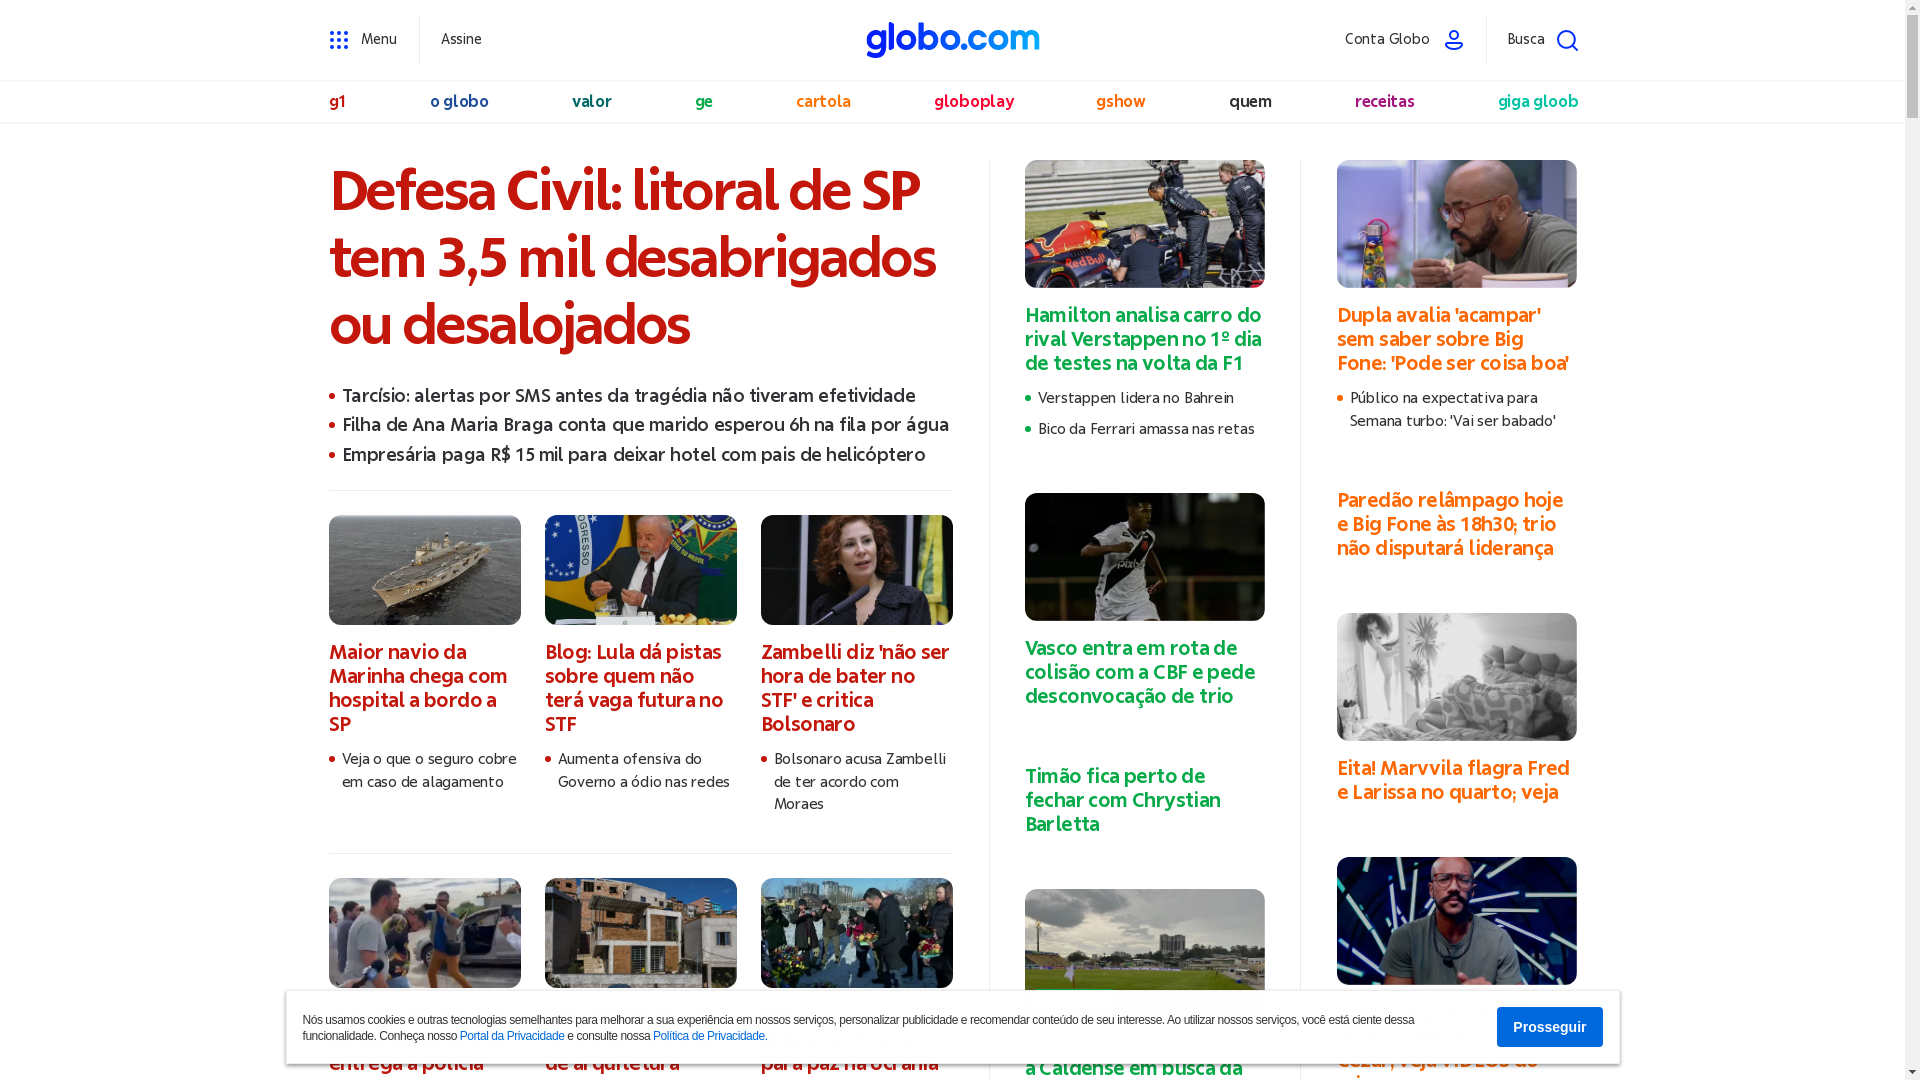 Menu
Assine
globo.com
Conta Globo
Busca
g1
o globo
valor
ge
cartola
globoplay
gshow
quem
receitas
giga gloob
Defesa Civil: litoral de SP
tem 3,5 mil desabrigados
ou desalojados
Tarcísio: alertas por SMS antes da tragédia não tiveram efetividade
Filha de Ana Maria Braga conta que marido esperou 6h na fila por água
Empresária paga R$ 15 mil para deixar hotel com pais de helicóptero
Maior navio da
Marinha chega com
hospital a bordo a
SP
Veja o que o seguro cobre
em caso de alagamento
Blog: Lula dá pistas
sobre quem não
terá vaga futura no
STF
Aumenta ofensiva do
Governo a ódio nas redes
Zambelli diz 'não ser
hora de bater no
STF' e critica
Bolsonaro
Bolsonaro acusa Zambelli
de ter acordo com
Moraes
Hamilton analisa carro do
rival Verstappen no 1º dia
de testes na volta da F1
Verstappen lidera no Bahrein
Bico da Ferrari amassa nas retas
Vasco entra em rota de
colisão com a CBF e pede
desconvocação de trio
Timão fica perto de
fechar com Chrystian
Barletta
a Caldense em busca da
Dupla avalia 'acampar'
sem saber sobre Big
Fone: 'Pode ser coisa boa'
Público na expectativa para
Semana turbo: 'Vai ser babado'
Paredão relâmpago hoje
e Big Fone às 18h30; trio
não disputará liderança
Eita! Marvvila flagra Fred
e Larissa no quarto; veja
Nós usamos cookies e outras tecnologias semelhantes para melhorar a sua experiência em nossos serviços, personalizar publicidade e recomendar conteúdo de seu interesse. Ao utilizar nossos serviços, você está ciente dessa
funcionalidade. Conheça nosso Portal da Privacidade e consulte nossa Política de Privacidade.
Prosseguir